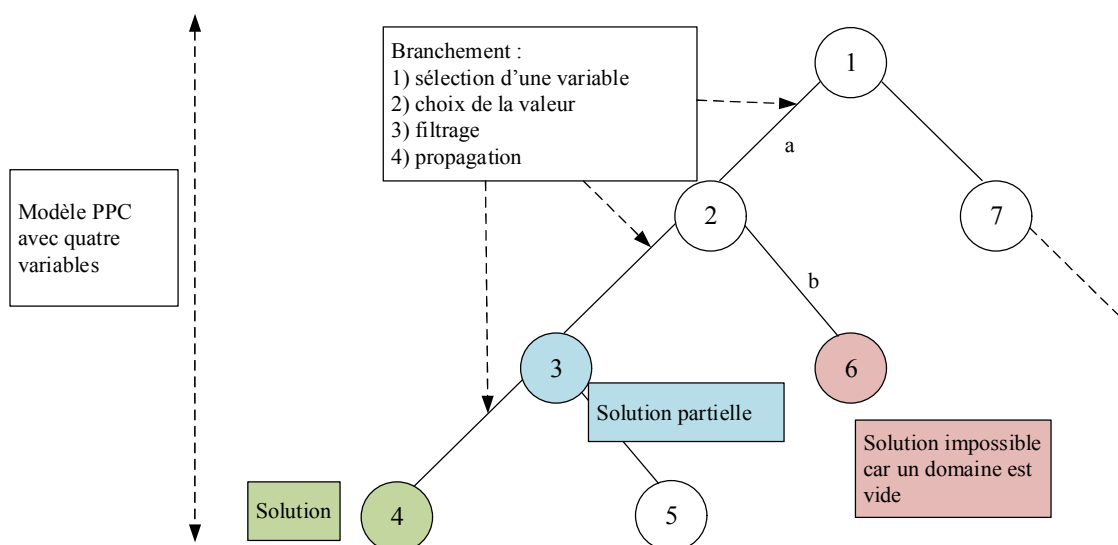 Branchement :
1) sélection d'une variable
2) choix de la valeur
3) filtrage
4) propagation
1
a
Modèle PPC
avec quatre
variables
2
7
b
3
6
Solution partielle
Solution impossible
car un domaine est
vide
Solution
4
5